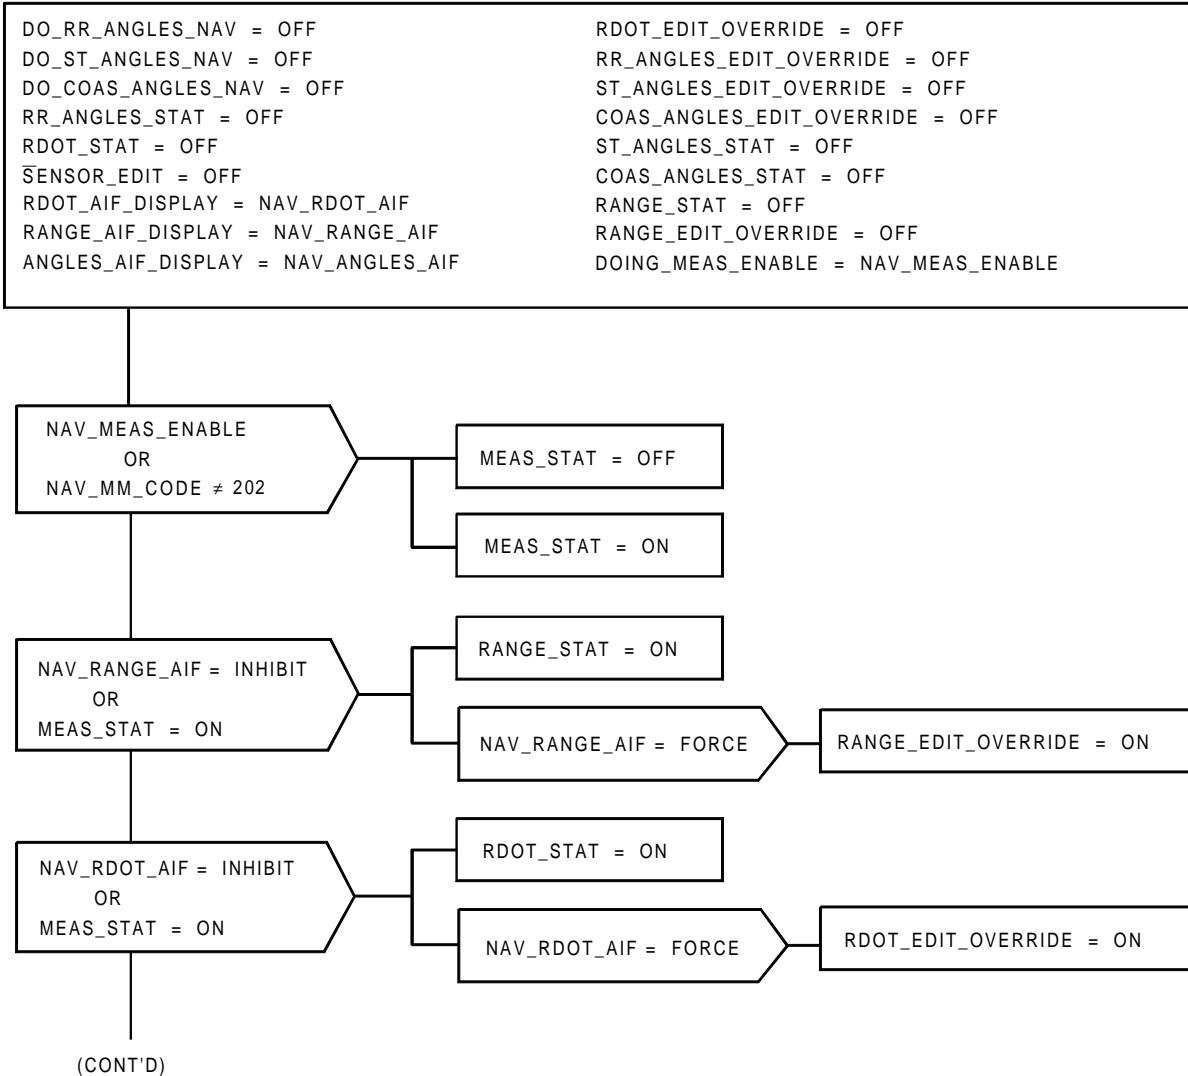 DO_RR_ANGLES_NAV = OFF
DO_ST_ANGLES_NAV = OFF
DO_COAS_ANGLES_NAV = OFF
RR_ANGLES_STAT = OFF
RDOT_STAT = OFF
SENSOR_EDIT = OFF
RDOT_AIF_DISPLAY = NAV_RDOT_AIF
RANGE_AIF_DISPLAY = NAV_RANGE_AIF
ANGLES_AIF_DISPLAY = NAV_ANGLES_AIF
RDOT_EDIT_OVERRIDE = OFF
RR_ANGLES_EDIT_OVERRIDE = OFF
ST_ANGLES_EDIT_OVERRIDE = OFF
COAS_ANGLES_EDIT_OVERRIDE = OFF
ST_ANGLES_STAT = OFF
COAS_ANGLES_STAT = OFF
RANGE_STAT = OFF
RANGE_EDIT_OVERRIDE = OFF
DOING_MEAS_ENABLE = NAV_MEAS_ENABLE
NAV_MEAS_ENABLE
OR
NAV_MM_CODE ≠ 202
MEAS_STAT = OFF
MEAS_STAT = ON
NAV_RANGE_AIF = INHIBIT
OR
MEAS_STAT = ON
RANGE_STAT = ON
NAV_RANGE_AIF = FORCE
RANGE_EDIT_OVERRIDE = ON
NAV_RDOT_AIF = INHIBIT
OR
MEAS_STAT = ON
RDOT_STAT = ON
NAV_RDOT_AIF = FORCE
RDOT_EDIT_OVERRIDE = ON
(CONT'D)